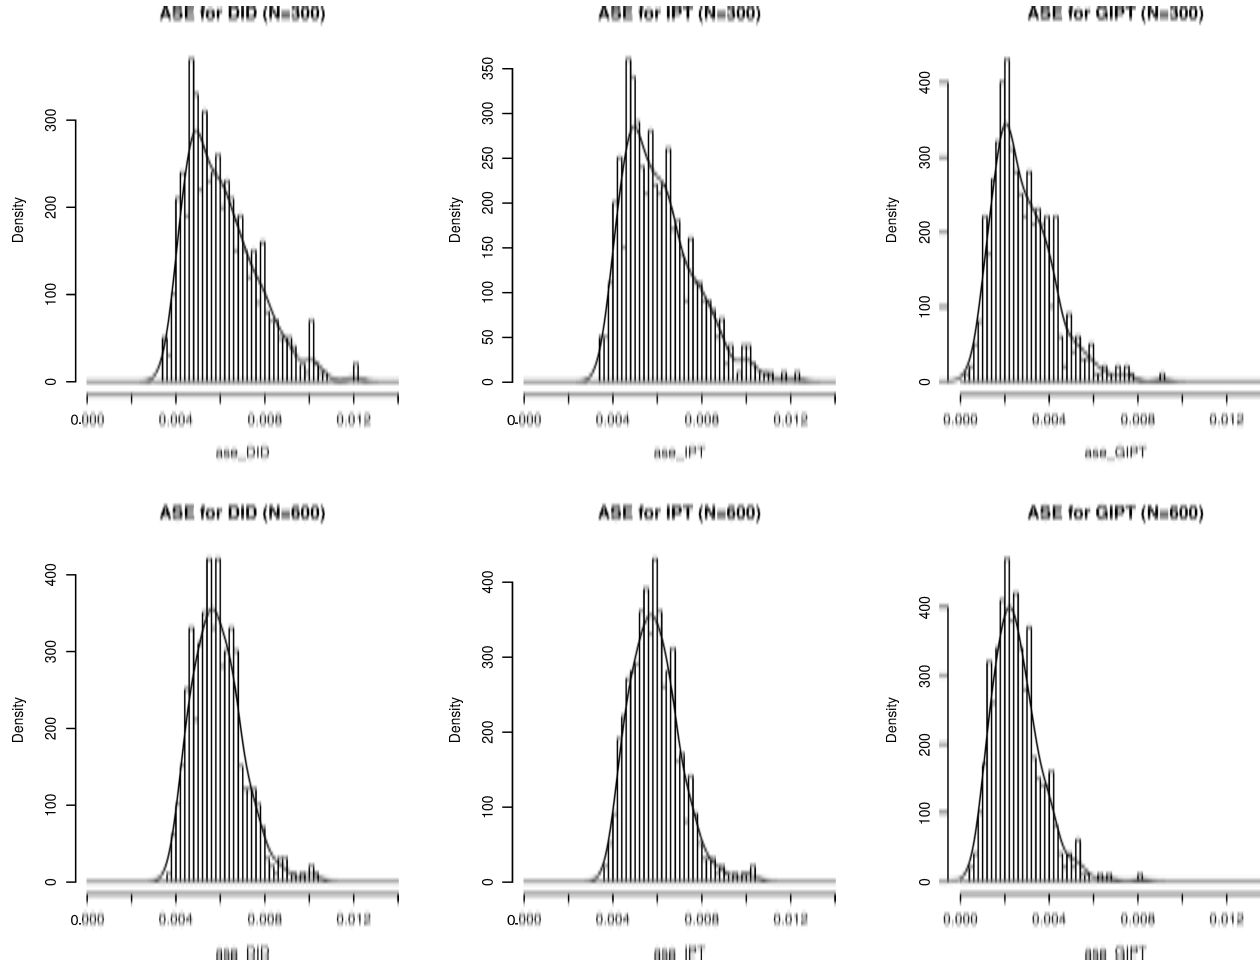 ASE for DID (N=300)
Density
0 100 200 300
0.000 0.004 0.008 0.012
ase_DID
ASE for IPT (N=300)
Density
0 50 100 150 200 250 300 350
0.000 0.004 0.008 0.012
ase_IPT
ASE for GIPT (N=300)
Density
0 100 200 300 400
0.000 0.004 0.008 0.012
ase_GIPT
ASE for DID (N=600)
Density
0 100 200 300 400
0.000 0.004 0.008 0.012
ase_DID
ASE for IPT (N=600)
Density
0 100 200 300 400
0.000 0.004 0.008 0.012
ase_IPT
ASE for GIPT (N=600)
Density
0 100 200 300 400
0.000 0.004 0.008 0.012
ase_GIPT